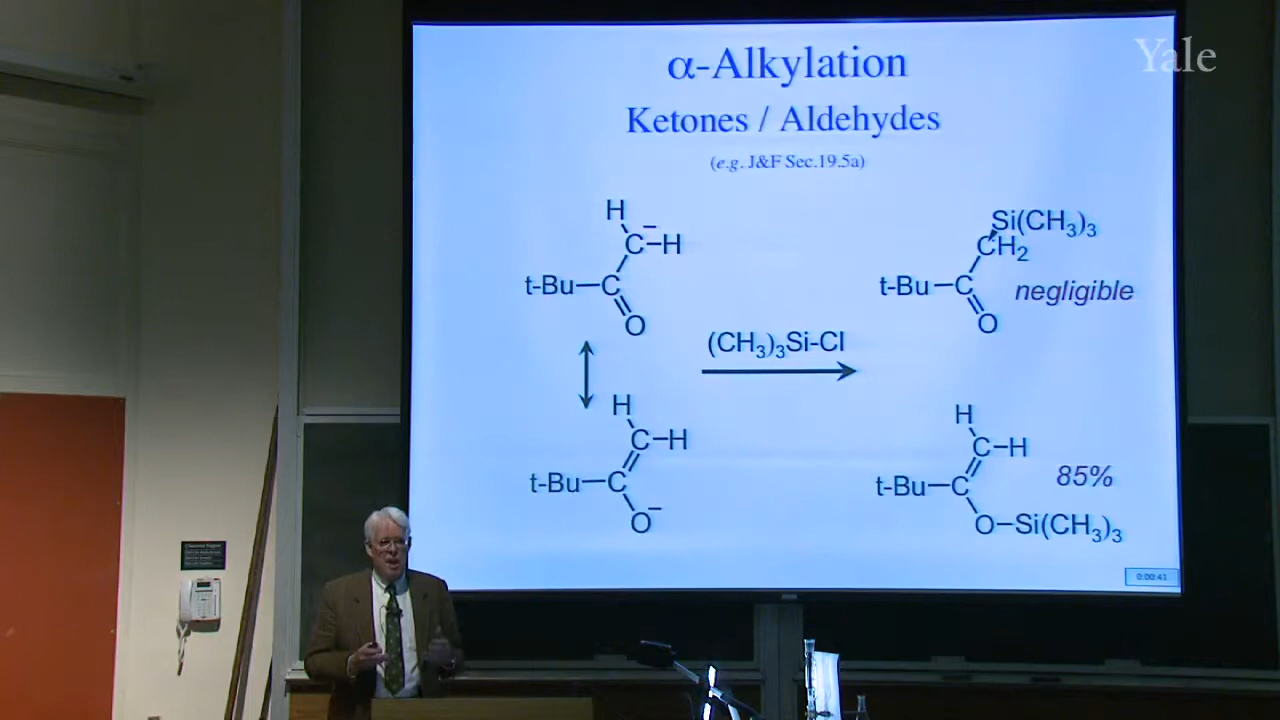 α-Alkylation
Yale
Ketones / Aldehydes
(e.g. J&F Sec.19.5a)
H
C⁻–H
t-Bu–C
O
(CH₃)₃Si–Cl
Si(CH₃)₃
CH₂
t-Bu–C
negligible
O
H
C–H
t-Bu–C
O⁻
H
C–H
85%
t-Bu–C
O–Si(CH₃)₃
0:00:41